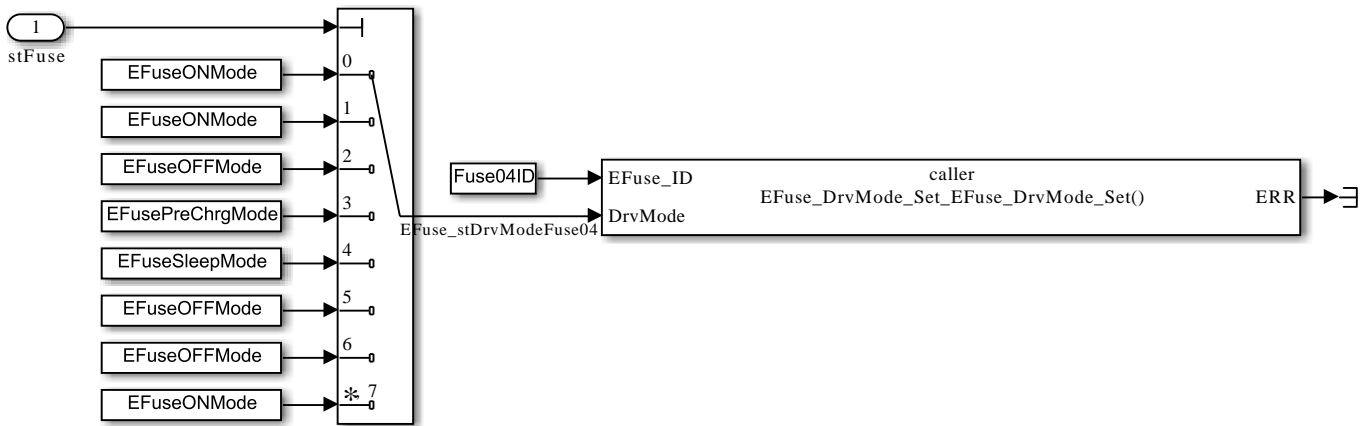 1
stFuse
EFuseONMode
0
EFuseONMode
1
EFuseOFFMode
2
EFusePreChrgMode
3
EFuseSleepMode
4
EFuseOFFMode
5
EFuseOFFMode
6
EFuseONMode
*, 7
EFuse_stDrvModeFuse04
Fuse04ID
EFuse_ID
DrvMode
caller
EFuse_DrvMode_Set_EFuse_DrvMode_Set()
ERR